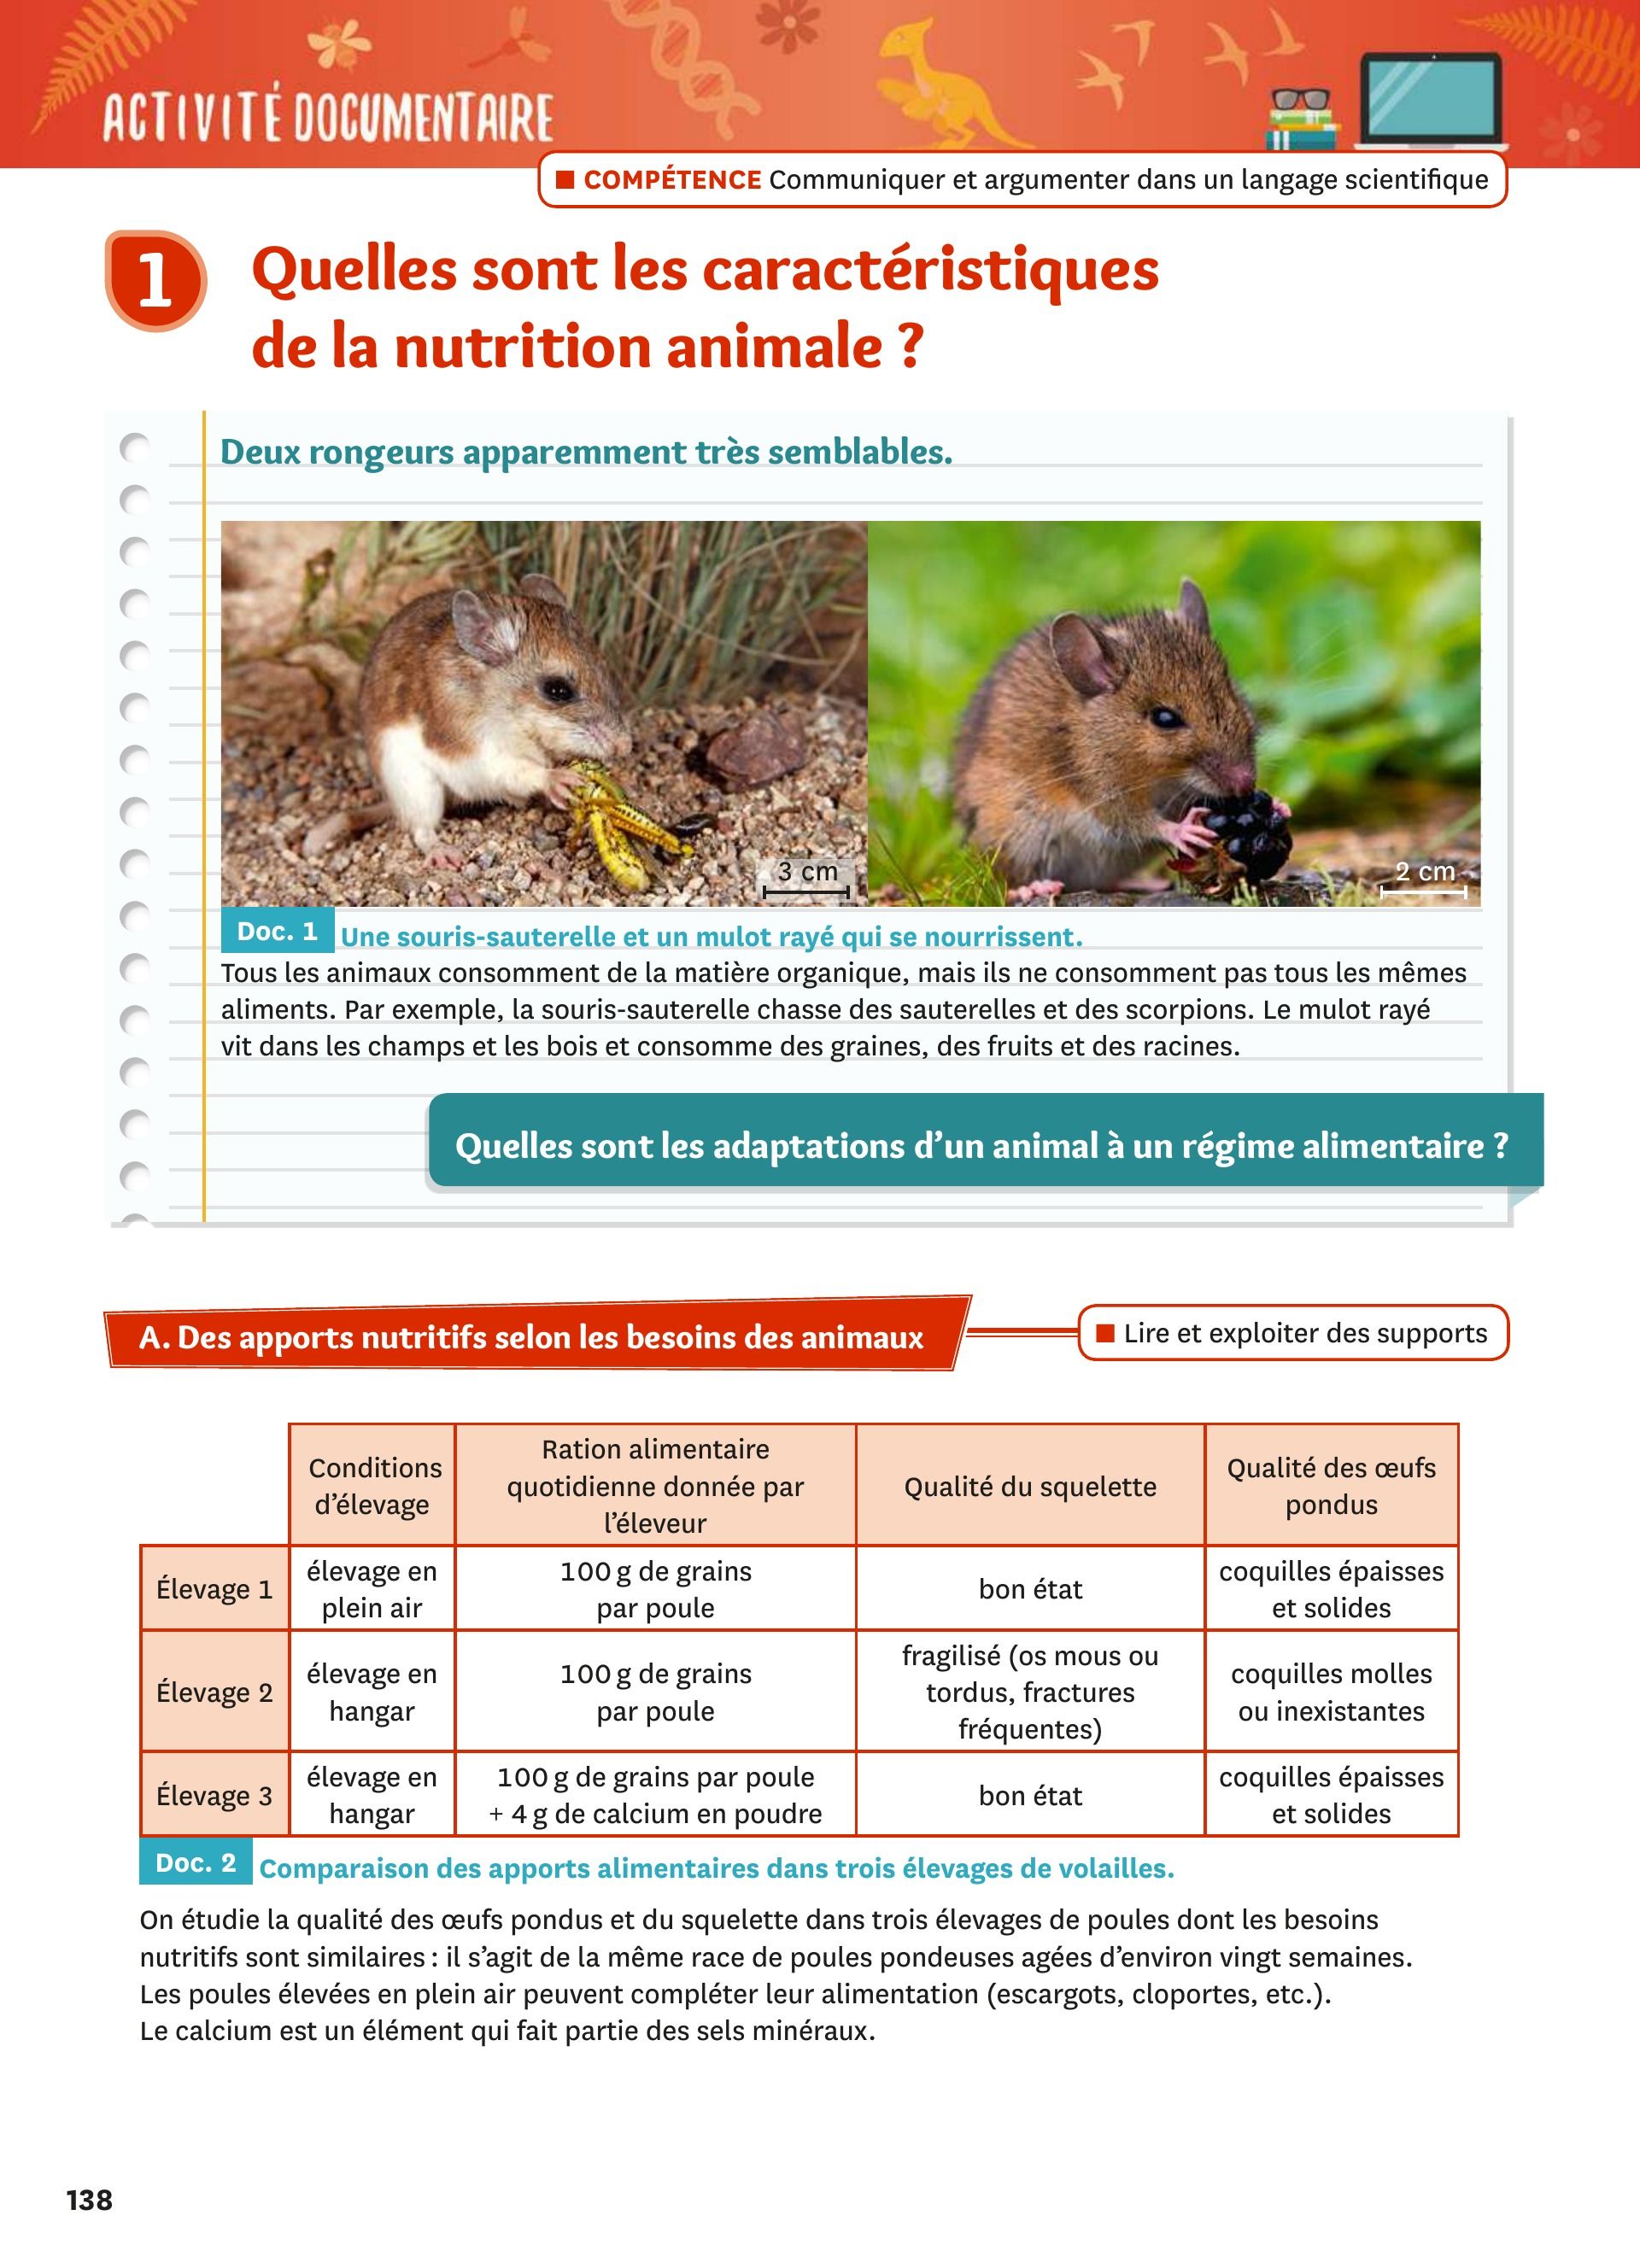 ACTIVITÉ DOCUMENTAIRE
COMPÉTENCE Communiquer et argumenter dans un langage scientifique
1
Quelles sont les caractéristiques
de la nutrition animale ?
Deux rongeurs apparemment très semblables.
3 cm
2 cm
Doc. 1 Une souris-sauterelle et un mulot rayé qui se nourrissent.
Tous les animaux consomment de la matière organique, mais ils ne consomment pas tous les mêmes
aliments. Par exemple, la souris-sauterelle chasse des sauterelles et des scorpions. Le mulot rayé
vit dans les champs et les bois et consomme des graines, des fruits et des racines.
Quelles sont les adaptations d’un animal à un régime alimentaire ?
A. Des apports nutritifs selon les besoins des animaux
Lire et exploiter des supports
Conditions
d’élevage
Ration alimentaire
quotidienne donnée par
l’éleveur
Qualité du squelette
Qualité des œufs
pondus
Élevage 1
élevage en
plein air
100 g de grains
par poule
bon état
coquilles épaisses
et solides
Élevage 2
élevage en
hangar
100 g de grains
par poule
fragilisé (os mous ou
tordus, fractures
fréquentes)
coquilles molles
ou inexistantes
Élevage 3
élevage en
hangar
100 g de grains par poule
+ 4 g de calcium en poudre
bon état
coquilles épaisses
et solides
Doc. 2 Comparaison des apports alimentaires dans trois élevages de volailles.
On étudie la qualité des œufs pondus et du squelette dans trois élevages de poules dont les besoins
nutritifs sont similaires : il s’agit de la même race de poules pondeuses agées d’environ vingt semaines.
Les poules élevées en plein air peuvent compléter leur alimentation (escargots, cloportes, etc.).
Le calcium est un élément qui fait partie des sels minéraux.
138